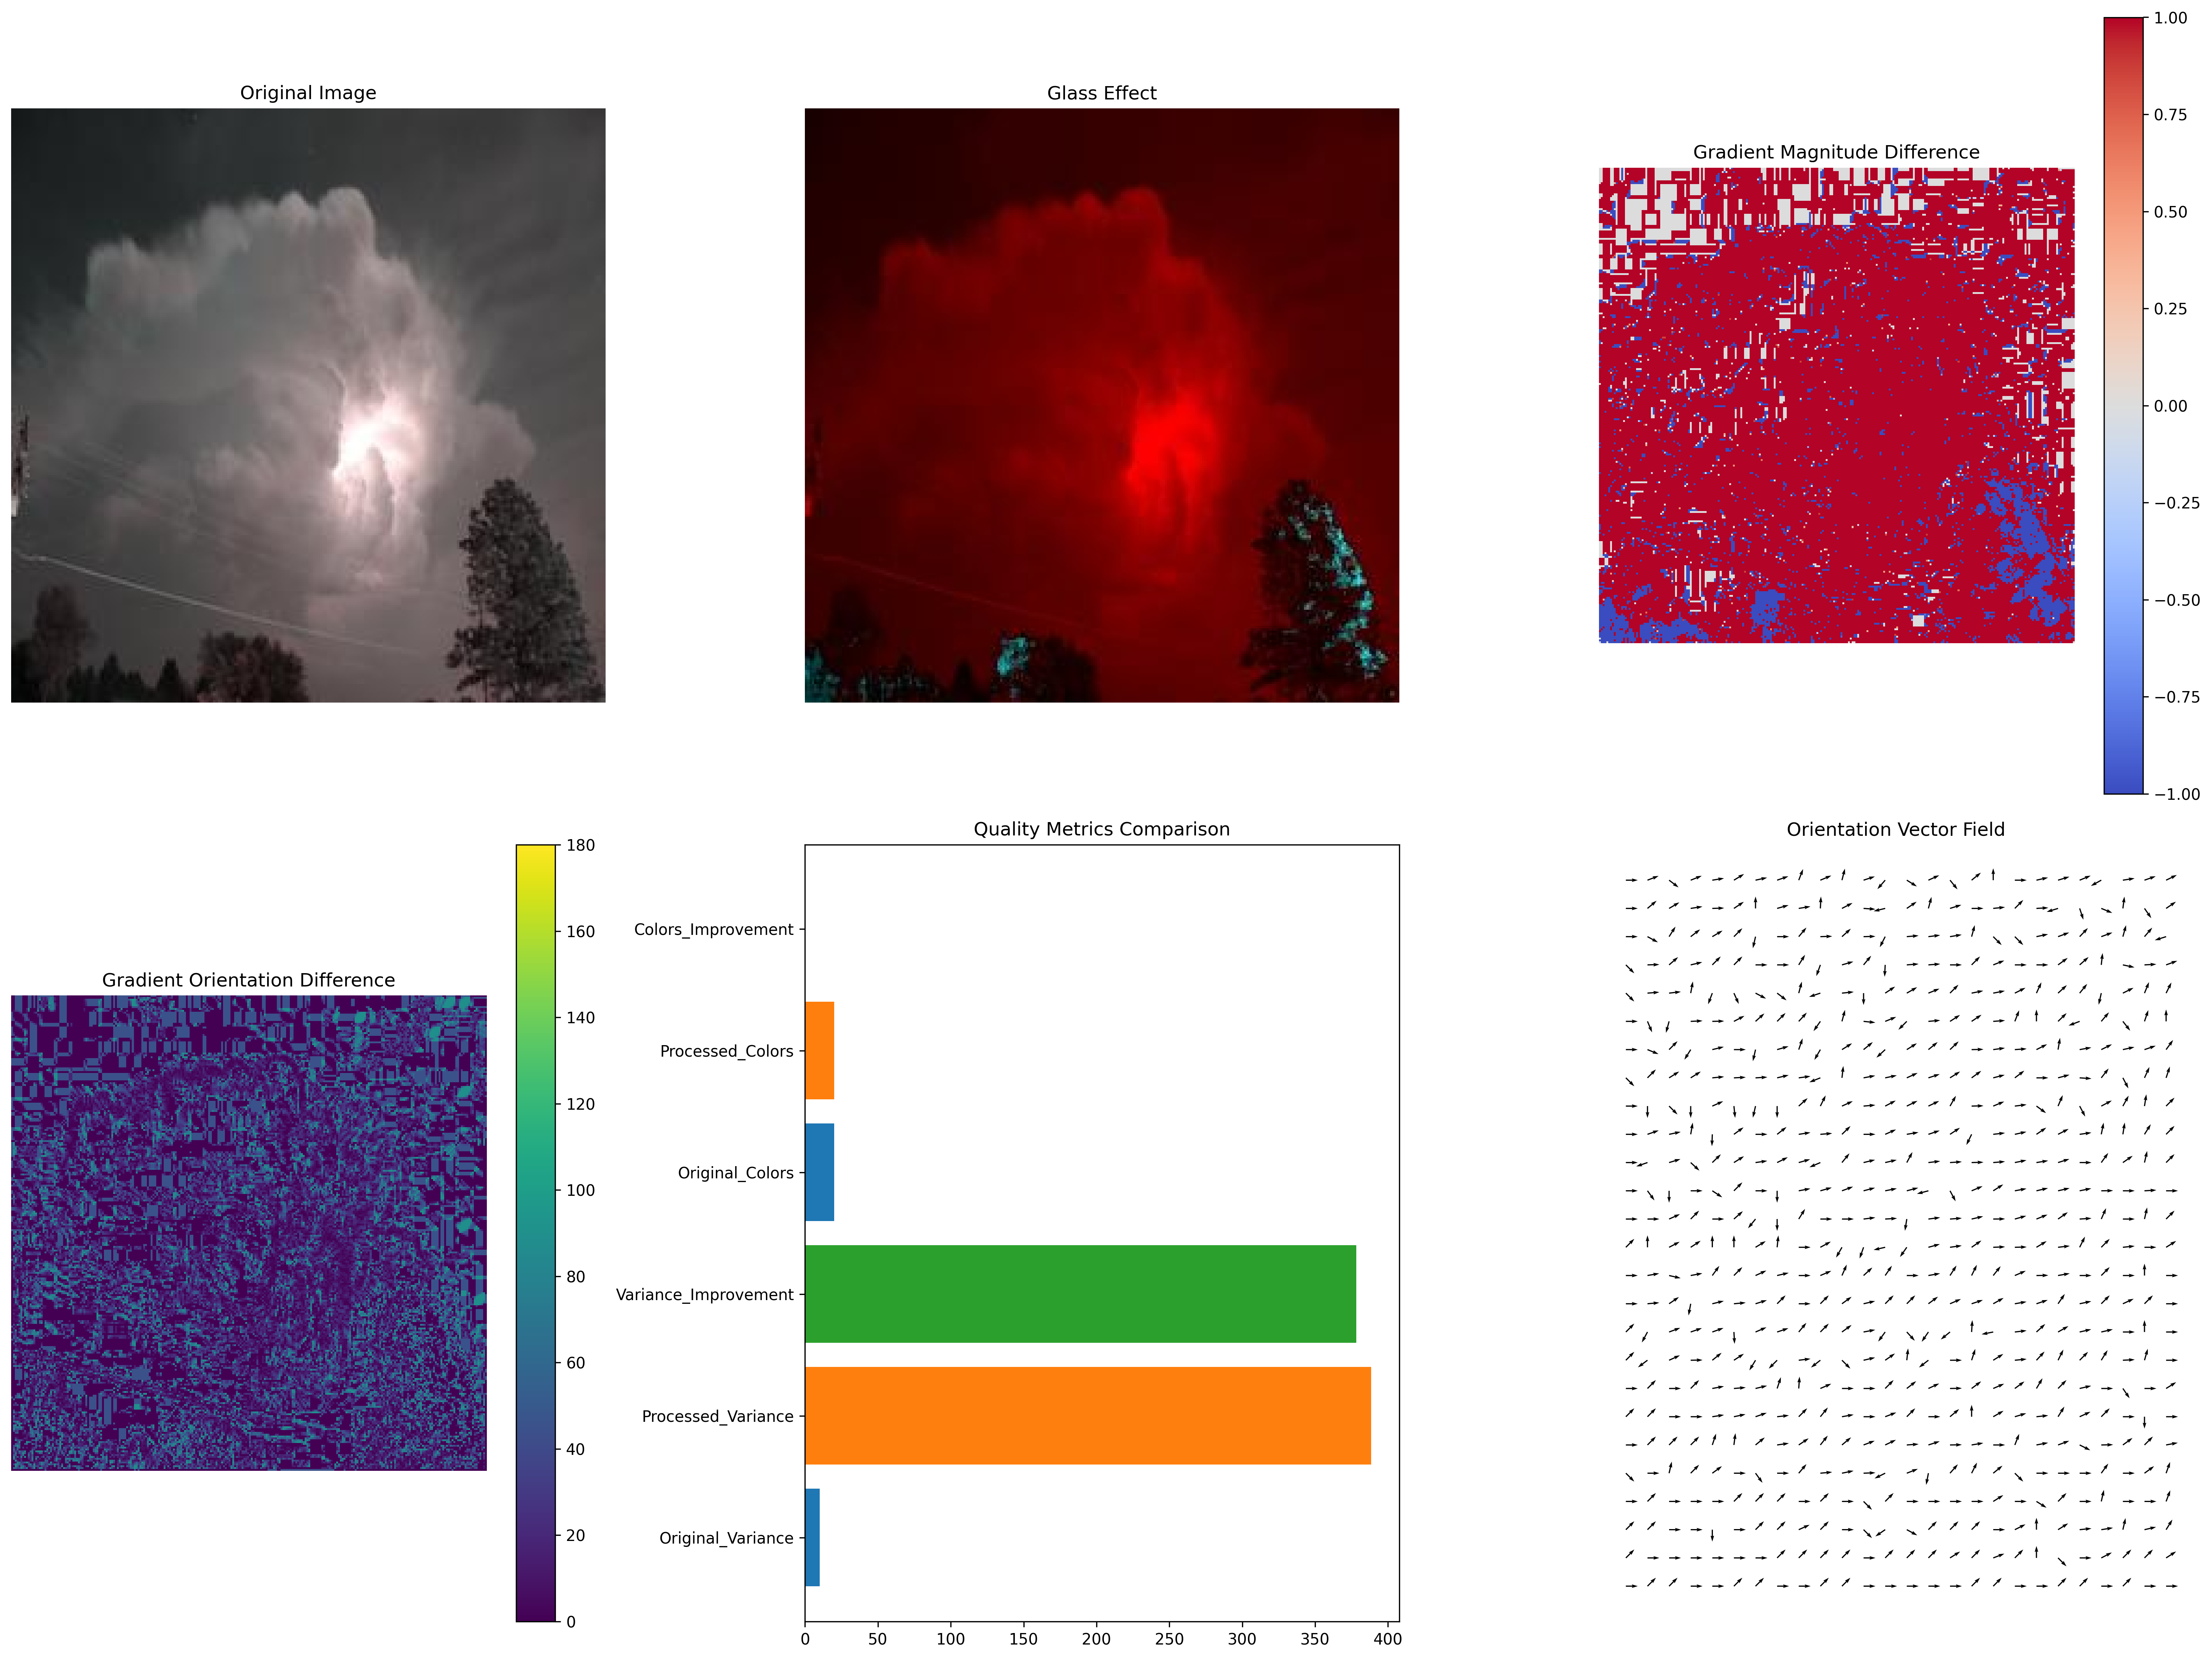 Original Image
Glass Effect
Gradient Magnitude Difference
1.00
0.75
0.50
0.25
0.00
−0.25
−0.50
−0.75
−1.00
Gradient Orientation Difference
180
160
140
120
100
80
60
40
20
0
Quality Metrics Comparison
Colors_Improvement
Processed_Colors
Original_Colors
Variance_Improvement
Processed_Variance
Original_Variance
0 50 100 150 200 250 300 350 400
Orientation Vector Field